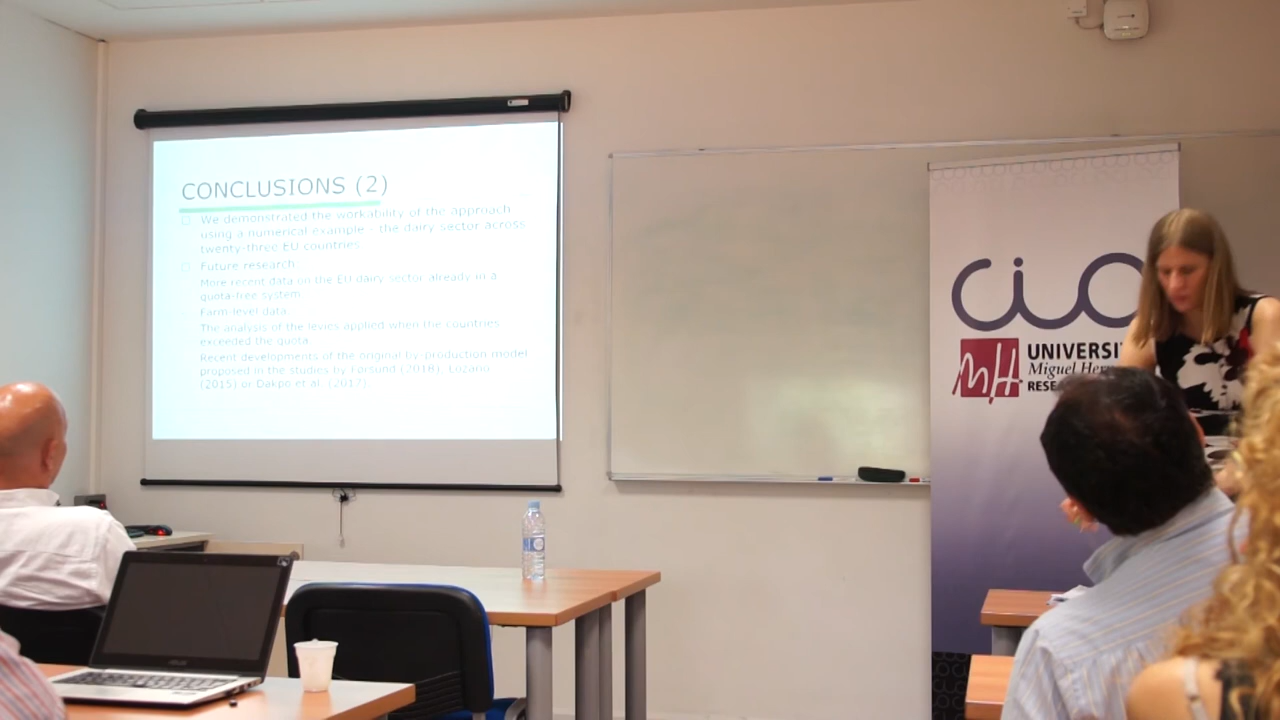 CONCLUSIONS (2)
We demonstrated the workability of the approach
using a numerical example - the dairy sector across
twenty-three EU countries.
Future research:
More recent data on the EU dairy sector already in a
quota-free system.
Farm-level data.
The analysis of the levies applied when the countries
exceeded the quota.
Recent developments of the original by-production model
proposed in the studies by Førsund (2018), Lozano
(2015) or Dakpo et al. (2017).
CIO
MH
UNIVERSI
Miguel Her
RESE
ASUS